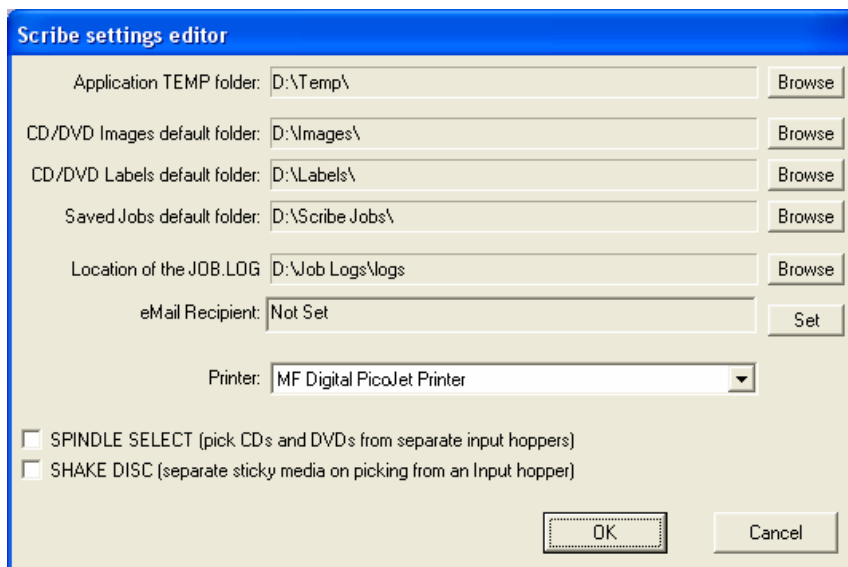 Scribe settings editor
Application TEMP folder: D:\Temp\ Browse
CD/DVD Images default folder: D:\Images\ Browse
CD/DVD Labels default folder: D:\Labels\ Browse
Saved Jobs default folder: D:\Scribe Jobs\ Browse
Location of the JOB.LOG D:\Job Logs\logs Browse
eMail Recipient: Not Set Set
Printer: MF Digital PicoJet Printer
SPINDLE SELECT (pick CDs and DVDs from separate input hoppers)
SHAKE DISC (separate sticky media on picking from an Input hopper)
OK Cancel